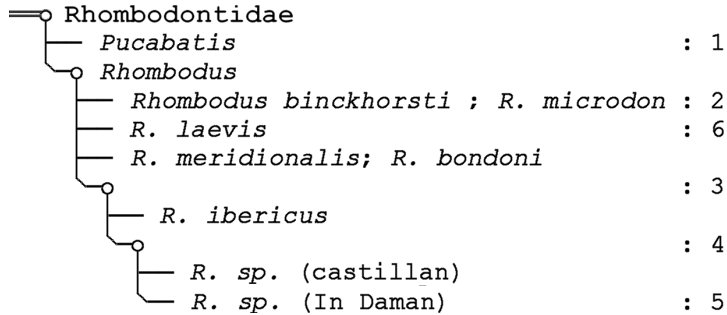 Rhombodontidae
Pucabatis : 1
Rhombodus
Rhombodus binckhorsti ; R. microdon : 2
R. laevis : 6
R. meridionalis; R. bondoni
: 3
R. ibericus
: 4
R. sp. (castillan)
R. sp. (In Daman) : 5